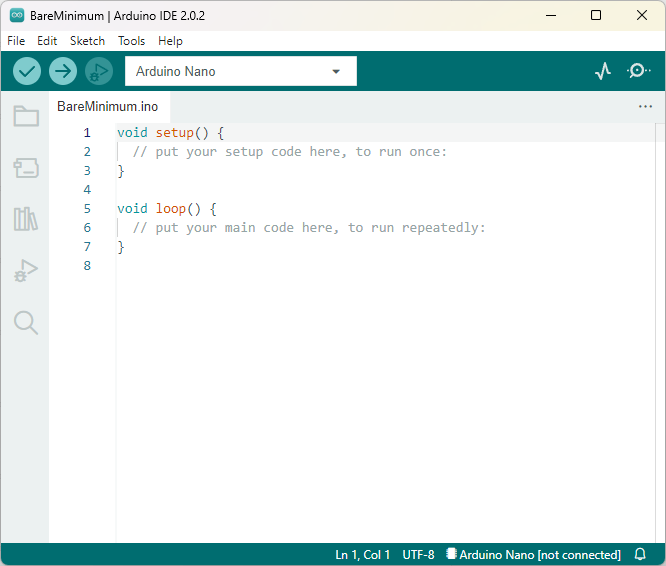 BareMinimum | Arduino IDE 2.0.2
File Edit Sketch Tools Help
Arduino Nano
BareMinimum.ino
1 void setup() {
2 // put your setup code here, to run once:
3 }
4
5 void loop() {
6 // put your main code here, to run repeatedly:
7 }
8
Ln 1, Col 1 UTF-8 Arduino Nano [not connected]